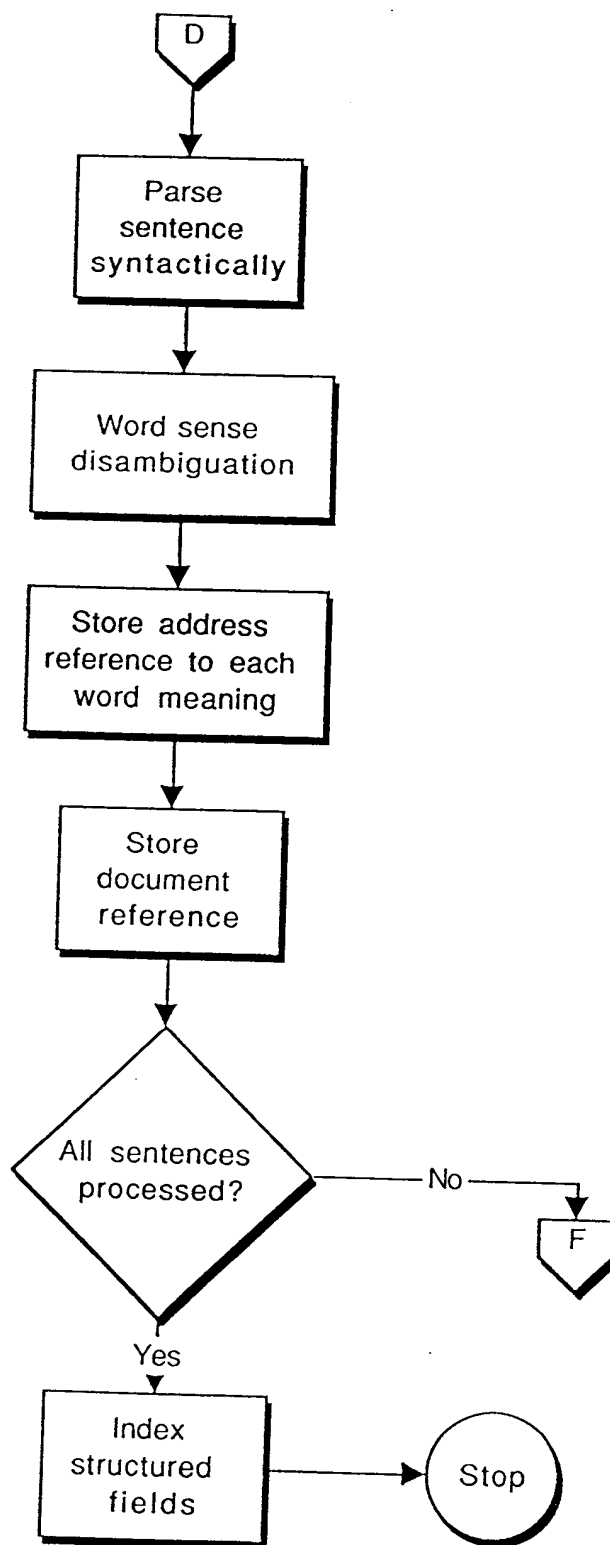 D
Parse
sentence
syntactically
Word sense
disambiguation
Store address
reference to each
word meaning
Store
document
reference
All sentences
processed?
No
F
Yes
Index
structured
fields
Stop